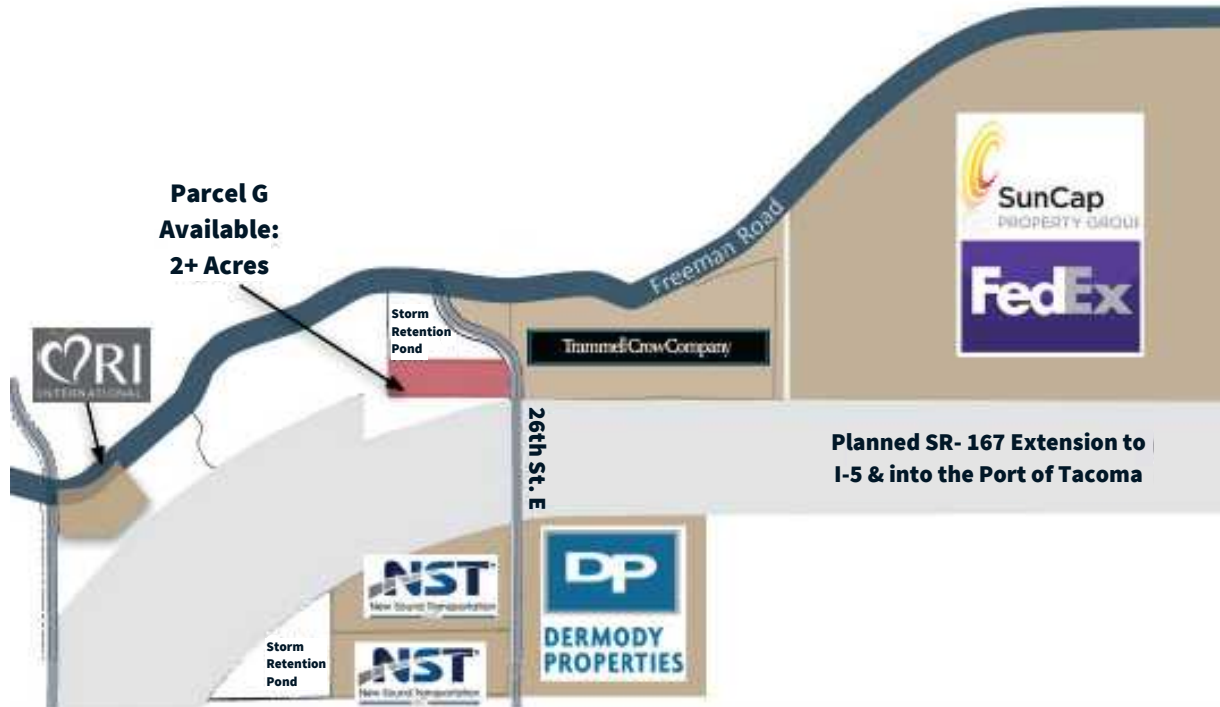 Parcel G
Available:
2+ Acres
RI
INTERNATIONAL
Storm
Retention
Pond
Freeman Road
TrammellCrowCompany
SunCap
PROPERTY GROUP
FedEx
26th St. E
Planned SR- 167 Extension to
I-5 & into the Port of Tacoma
NST
New Sound Transportation
DP
DERMODY
PROPERTIES
Storm
Retention
Pond
NST
New Sound Transportation